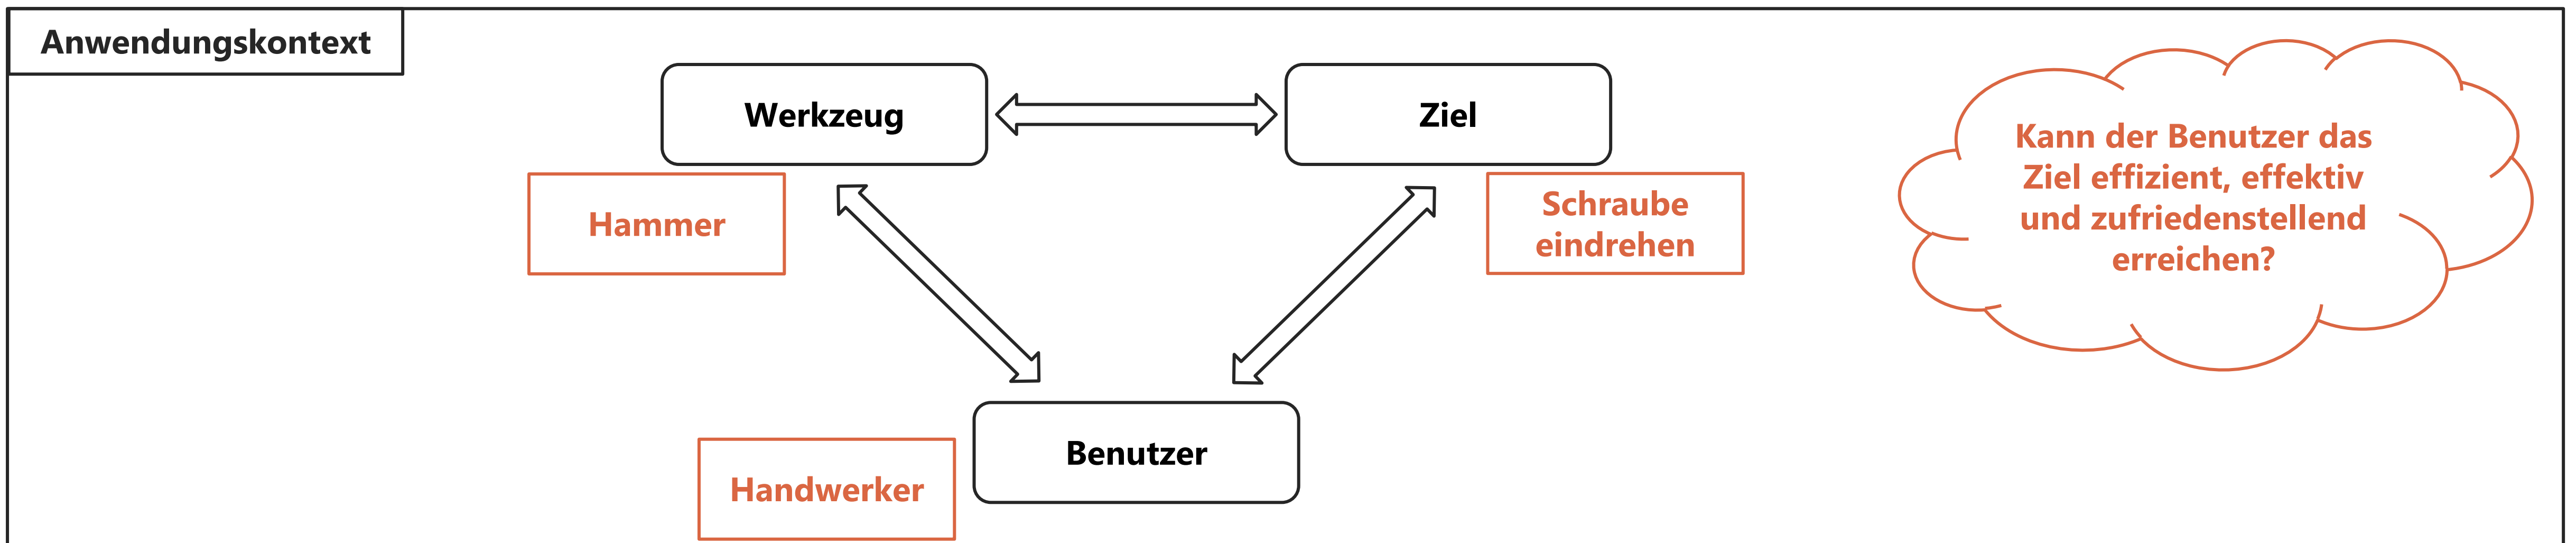 Anwendungskontext
Werkzeug
Ziel
Kann der Benutzer das
Ziel effizient, effektiv
und zufriedenstellend
erreichen?
Hammer
Schraube
eindrehen
Benutzer
Handwerker